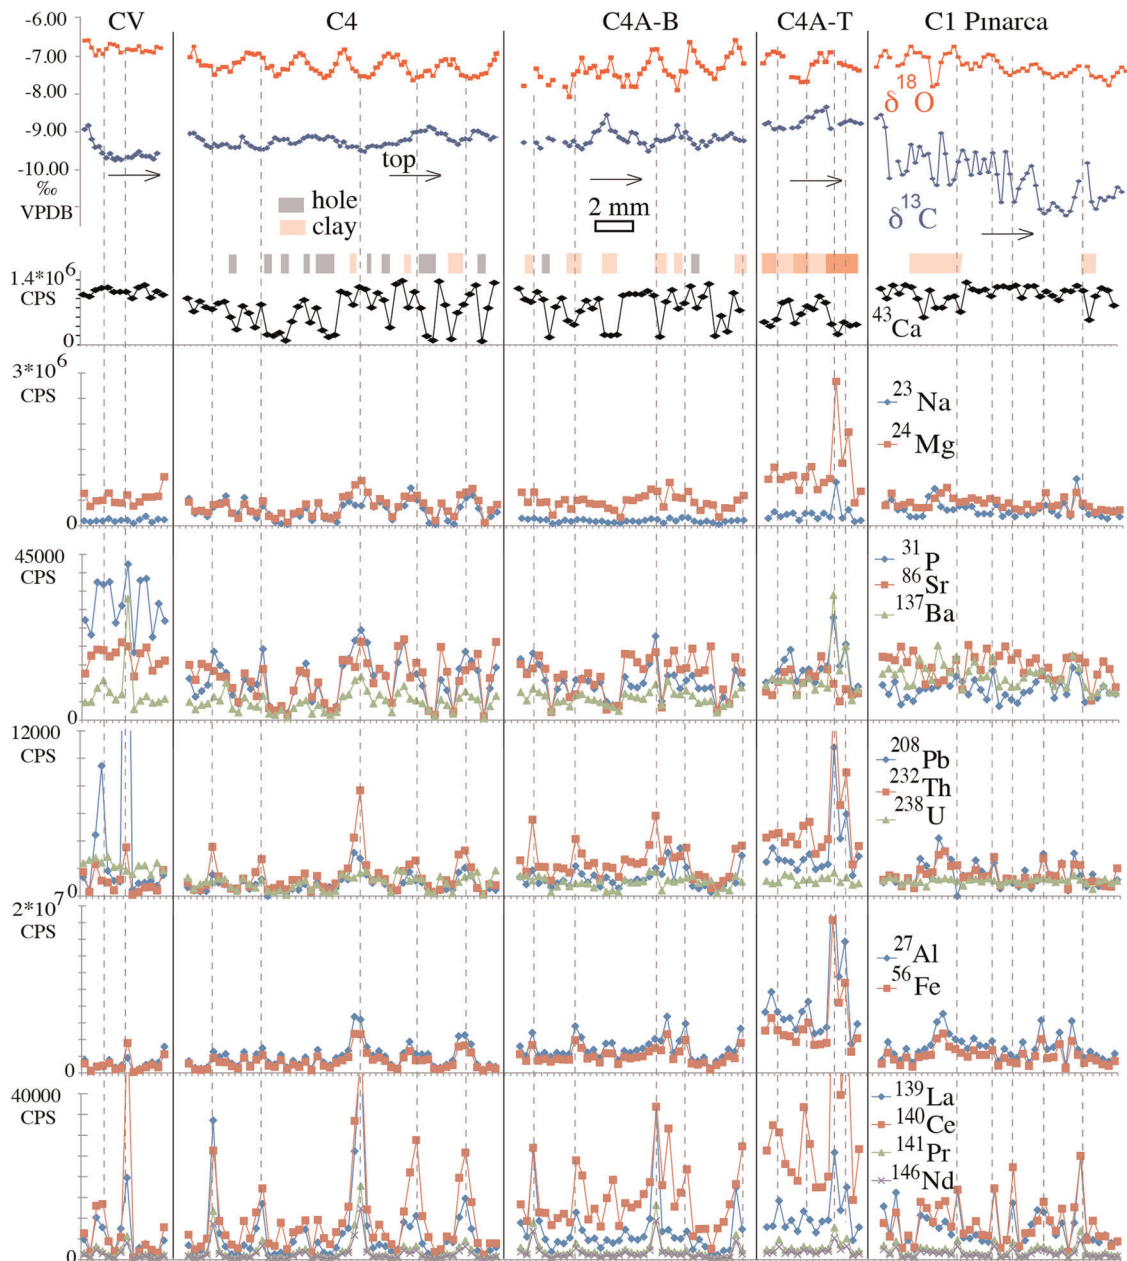 CV C4 C4A-B C4A-T C1 Pınarca
-6.00
-7.00
-8.00
-9.00
-10.00
‰
VPDB
δ18O
δ13C
top
hole
clay
2 mm
1.4*10^6
CPS
0
43Ca
3*10^6
CPS
0
23Na
24Mg
45000
CPS
0
31P
86Sr
137Ba
12000
CPS
0
208Pb
232Th
238U
2*10^7
CPS
0
27Al
56Fe
40000
CPS
0
139La
140Ce
141Pr
146Nd